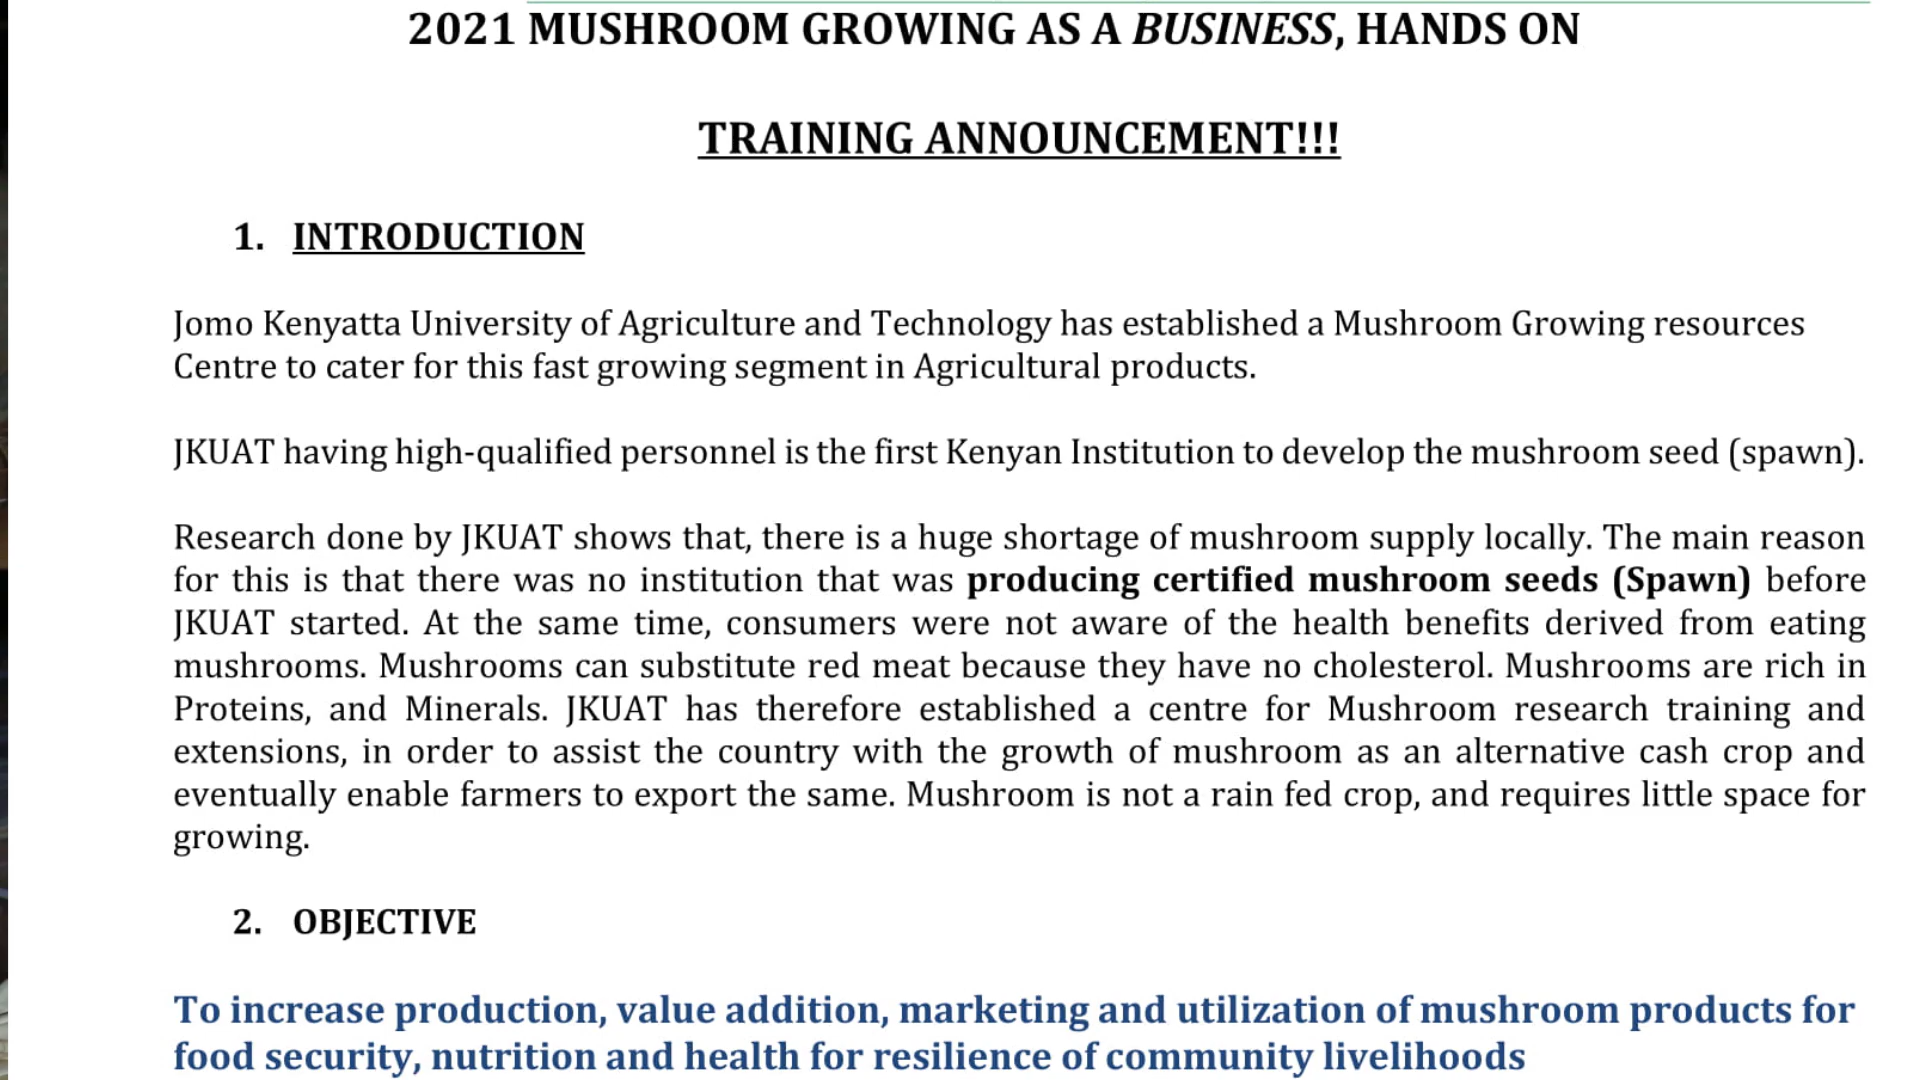 2021 MUSHROOM GROWING AS A BUSINESS, HANDS ON
TRAINING ANNOUNCEMENT!!!
1. INTRODUCTION
Jomo Kenyatta University of Agriculture and Technology has established a Mushroom Growing resources
Centre to cater for this fast growing segment in Agricultural products.
JKUAT having high-qualified personnel is the first Kenyan Institution to develop the mushroom seed (spawn).
Research done by JKUAT shows that, there is a huge shortage of mushroom supply locally. The main reason
for this is that there was no institution that was producing certified mushroom seeds (Spawn) before
JKUAT started. At the same time, consumers were not aware of the health benefits derived from eating
mushrooms. Mushrooms can substitute red meat because they have no cholesterol. Mushrooms are rich in
Proteins, and Minerals. JKUAT has therefore established a centre for Mushroom research training and
extensions, in order to assist the country with the growth of mushroom as an alternative cash crop and
eventually enable farmers to export the same. Mushroom is not a rain fed crop, and requires little space for
growing.
2. OBJECTIVE
To increase production, value addition, marketing and utilization of mushroom products for
food security, nutrition and health for resilience of community livelihoods